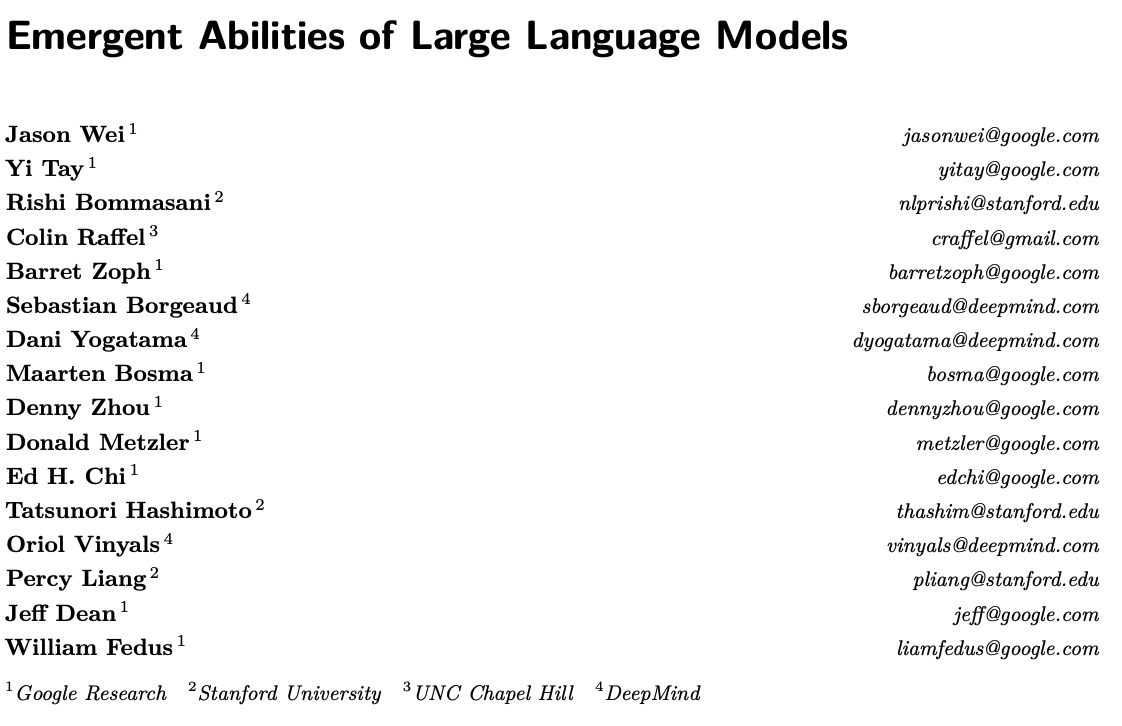 Emergent Abilities of Large Language Models
Jason Wei 1 jasonwei@google.com
Yi Tay 1 yitay@google.com
Rishi Bommasani 2 nlprishi@stanford.edu
Colin Raffel 3 craffel@gmail.com
Barret Zoph 1 barretzoph@google.com
Sebastian Borgeaud 4 sborgeaud@deepmind.com
Dani Yogatama 4 dyogatama@deepmind.com
Maarten Bosma 1 bosma@google.com
Denny Zhou 1 dennyzhou@google.com
Donald Metzler 1 metzler@google.com
Ed H. Chi 1 edchi@google.com
Tatsunori Hashimoto 2 thashim@stanford.edu
Oriol Vinyals 4 vinyals@deepmind.com
Percy Liang 2 pliang@stanford.edu
Jeff Dean 1 jeff@google.com
William Fedus 1 liamfedus@google.com
1 Google Research 2 Stanford University 3 UNC Chapel Hill 4 DeepMind